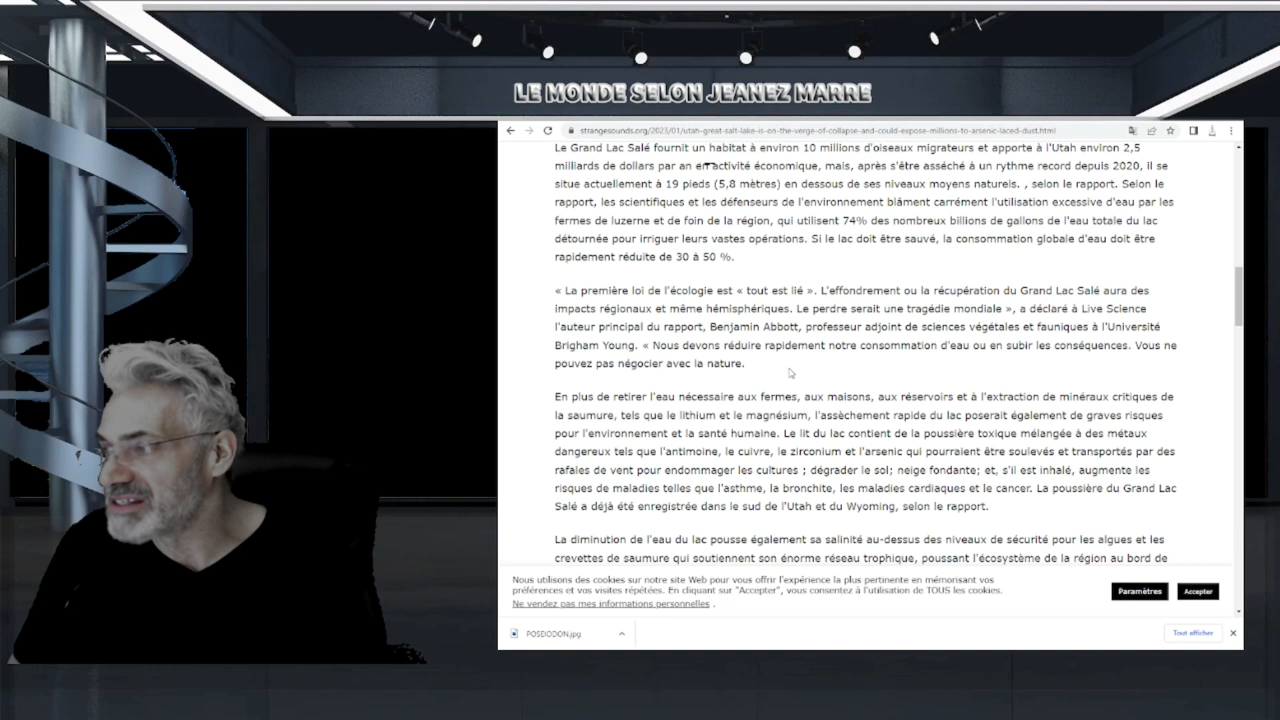 LE MONDE SELON JEANEZ MARRE
strangesounds.org/2023/01/utah-great-salt-lake-is-on-the-verge-of-collapse-and-could-expose-millions-to-arsenic-laced-dust.html
Le Grand Lac Salé fournit un habitat à environ 10 millions d'oiseaux migrateurs et apporte à l'Utah environ 2,5
milliards de dollars par an en activité économique, mais, après s'être asséché à un rythme record depuis 2020, il se
situe actuellement à 19 pieds (5,8 mètres) en dessous de ses niveaux moyens naturels. , selon le rapport. Selon le
rapport, les scientifiques et les défenseurs de l'environnement blâment carrément l'utilisation excessive d'eau par les
fermes de luzerne et de foin de la région, qui utilisent 74% des nombreux billions de gallons de l'eau totale du lac
détournée pour irriguer leurs vastes opérations. Si le lac doit être sauvé, la consommation globale d'eau doit être
rapidement réduite de 30 à 50 %.
« La première loi de l'écologie est « tout est lié ». L'effondrement ou la récupération du Grand Lac Salé aura des
impacts régionaux et même hémisphériques. Le perdre serait une tragédie mondiale », a déclaré à Live Science
l'auteur principal du rapport, Benjamin Abbott, professeur adjoint de sciences végétales et fauniques à l'Université
Brigham Young. « Nous devons réduire rapidement notre consommation d'eau ou en subir les conséquences. Vous ne
pouvez pas négocier avec la nature.
En plus de retirer l'eau nécessaire aux fermes, aux maisons, aux réservoirs et à l'extraction de minéraux critiques de
la saumure, tels que le lithium et le magnésium, l'assèchement rapide du lac poserait également de graves risques
pour l'environnement et la santé humaine. Le lit du lac contient de la poussière toxique mélangée à des métaux
dangereux tels que l'antimoine, le cuivre, le zirconium et l'arsenic qui pourraient être soulevés et transportés par des
rafales de vent pour endommager les cultures ; dégrader le sol; neige fondante; et, s'il est inhalé, augmente les
risques de maladies telles que l'asthme, la bronchite, les maladies cardiaques et le cancer. La poussière du Grand Lac
Salé a déjà été enregistrée dans le sud de l'Utah et du Wyoming, selon le rapport.
La diminution de l'eau du lac pousse également sa salinité au-dessus des niveaux de sécurité pour les algues et les
crevettes de saumure qui soutiennent son énorme réseau trophique, poussant l'écosystème de la région au bord de
Nous utilisons des cookies sur notre site Web pour vous offrir l'expérience la plus pertinente en mémorisant vos
préférences et vos visites répétées. En cliquant sur "Accepter", vous consentez à l'utilisation de TOUS les cookies.
Ne vendez pas mes informations personnelles .
Paramètres
Accepter
POSEIODON.jpg
Tout afficher